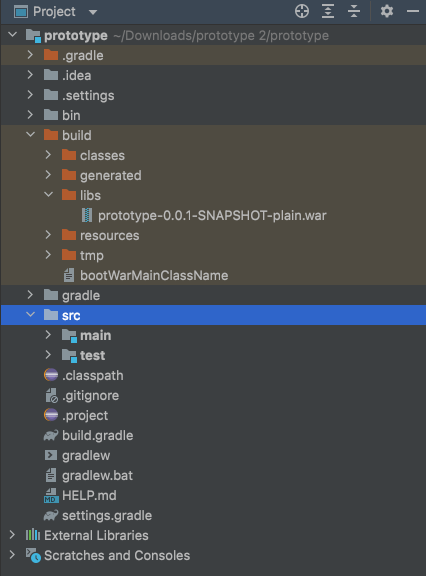 Project
prototype ~/Downloads/prototype 2/prototype
.gradle
.idea
.settings
bin
build
classes
generated
libs
prototype-0.0.1-SNAPSHOT-plain.war
resources
tmp
bootWarMainClassName
gradle
src
main
test
.classpath
.gitignore
.project
build.gradle
gradlew
gradlew.bat
MD HELP.md
settings.gradle
External Libraries
Scratches and Consoles